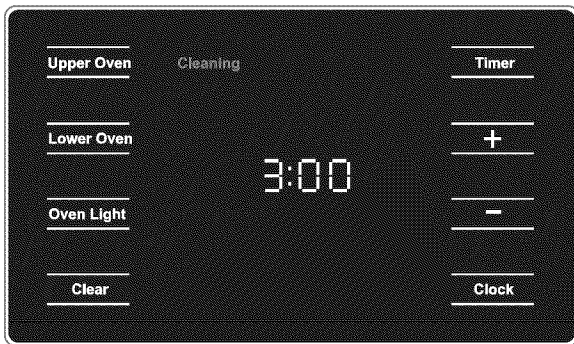 Upper Oven
Cleaning
Timer
Lower Oven
+
3:00
Oven Light
-
Clear
Clock